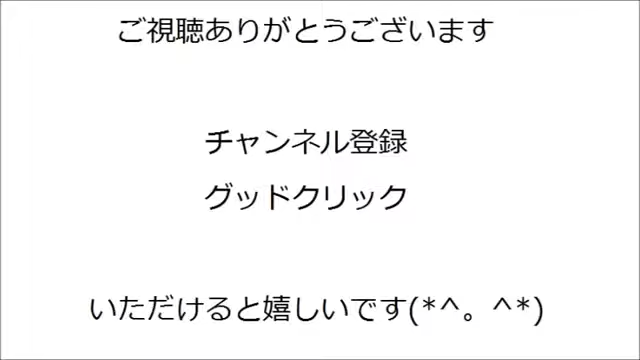 ご視聴ありがとうございます
チャンネル登録
グッドクリック
いただけると嬉しいです(*^。^*)